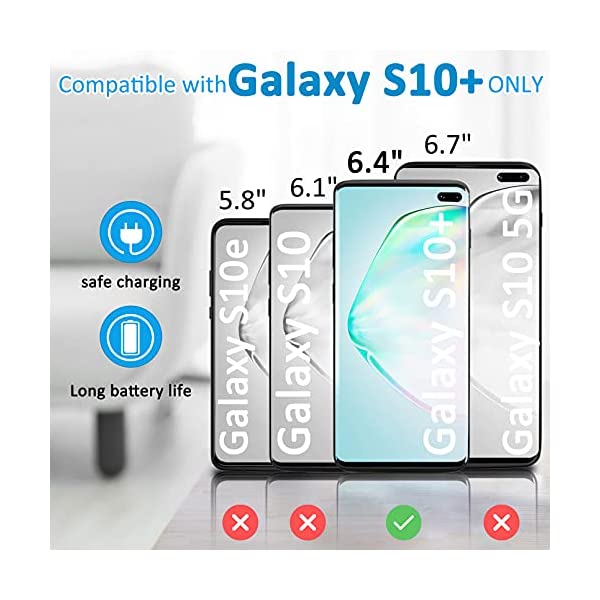 Compatible with Galaxy S10+ ONLY
5.8"
6.1"
6.4"
6.7"
safe charging
Long battery life
Galaxy S10e
Galaxy S10
Galaxy S10+
Galaxy S10 5G